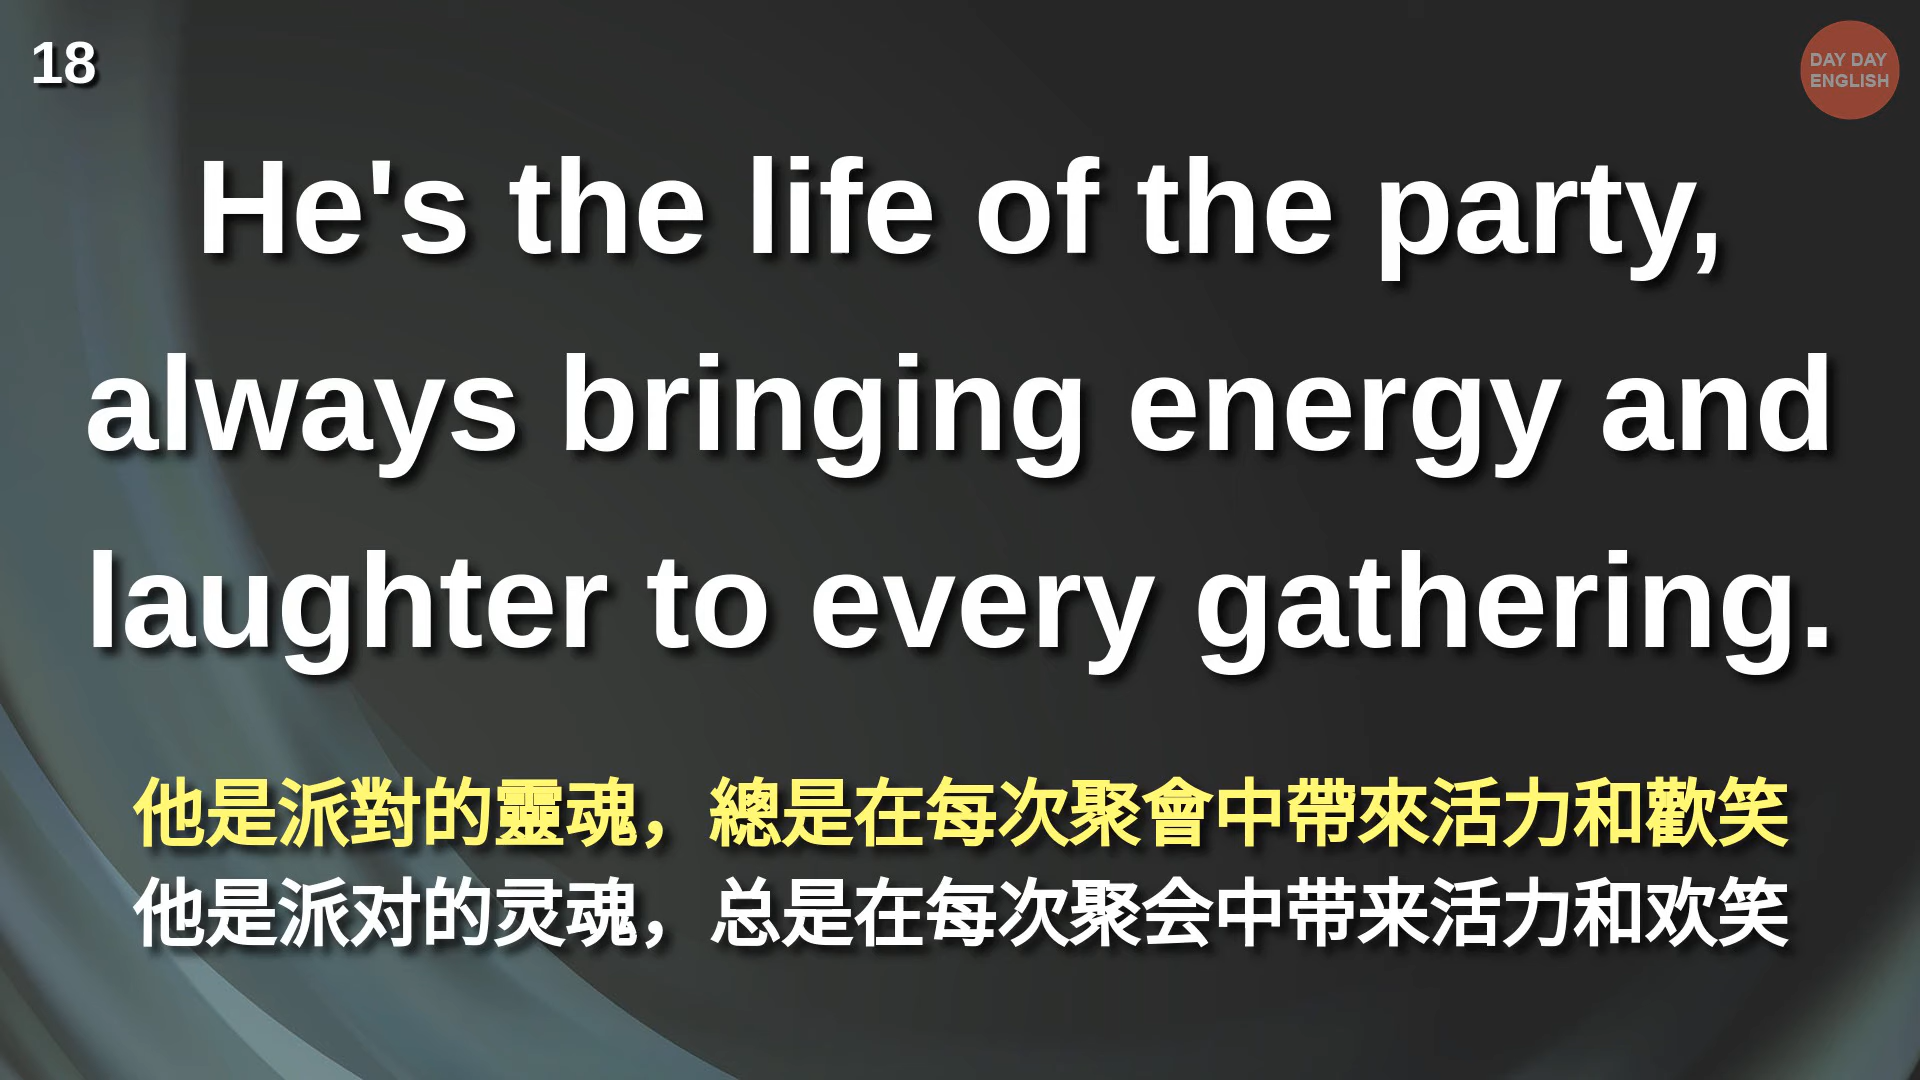 18
DAY DAY
ENGLISH
He's the life of the party,
always bringing energy and
laughter to every gathering.
他是派對的靈魂，總是在每次聚會中帶來活力和歡笑
他是派对的灵魂，总是在每次聚会中带来活力和欢笑